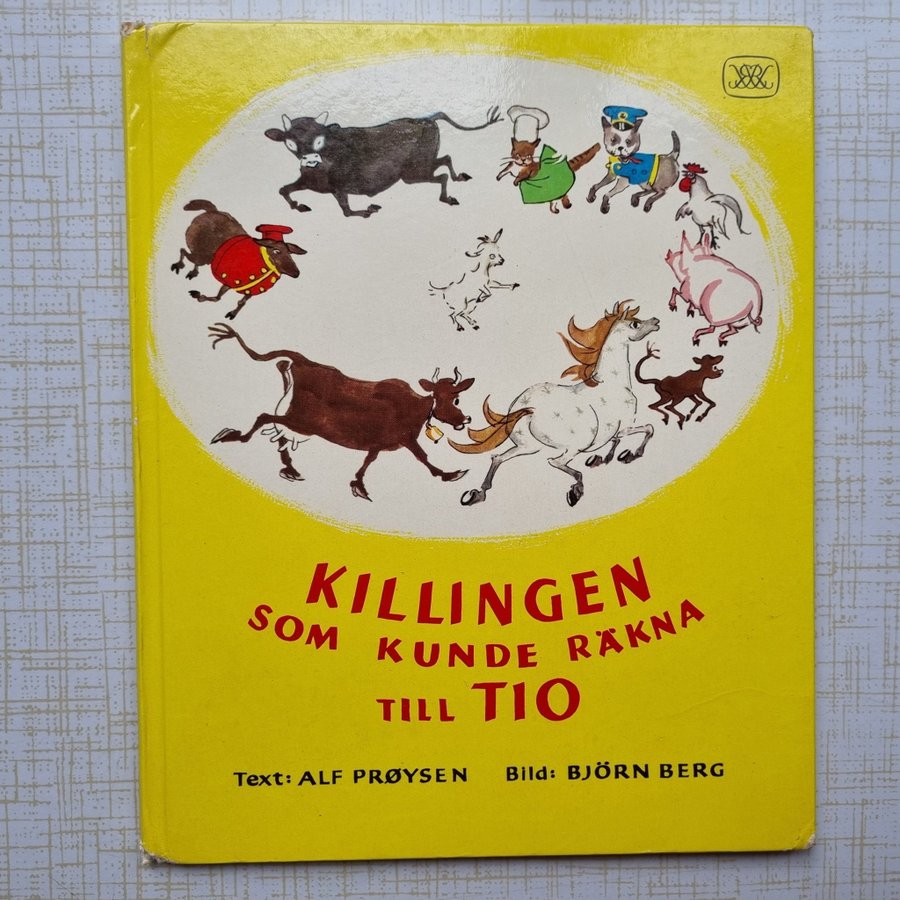 KILLINGEN
SOM KUNDE RÄKNA
TILL TIO
Text: ALF PRØYSEN Bild: BJÖRN BERG